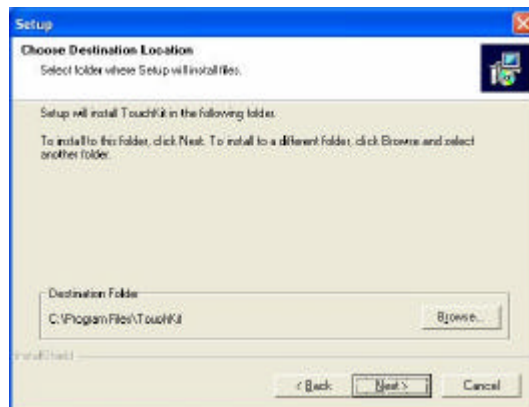 Setup
Choose Destination Location
Select folder where Setup will install files.
Setup will install TouchKit in the following folder.
To install to this folder, click Next. To install to a different folder, click Browse and select
another folder.
Destination Folder
C:\Program Files\TouchKit
Browse...
InstallShield
< Back
Next >
Cancel